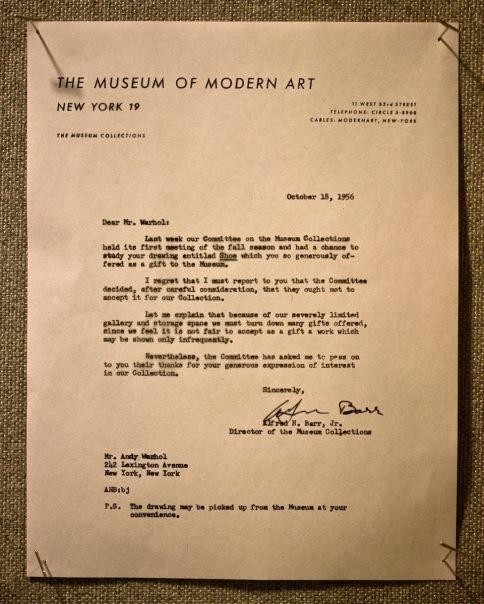 THE MUSEUM OF MODERN ART
NEW YORK 19
11 WEST 53rd STREET
TELEPHONE: CIRCLE 5-8900
CABLES: MODERNART, NEW-YORK
THE MUSEUM COLLECTIONS
October 18, 1956
Dear Mr. Warhol:
Last week our Committee on the Museum Collections
held its first meeting of the fall season and had a chance to
study your drawing entitled Shoe which you so generously of-
fered as a gift to the Museum.
I regret that I must report to you that the Committee
decided, after careful consideration, that they ought not to
accept it for our Collection.
Let me explain that because of our severely limited
gallery and storage space we must turn down many gifts offered,
since we feel it is not fair to accept as a gift a work which
may be shown only infrequently.
Nevertheless, the Committee has asked me to pass on
to you their thanks for your generous expression of interest
in our Collection.
Sincerely,
Alfred H. Barr, Jr.
Director of the Museum Collections
Mr. Andy Warhol
242 Lexington Avenue
New York, New York
AHB:bj
P.S. The drawing may be picked up from the Museum at your
convenience.